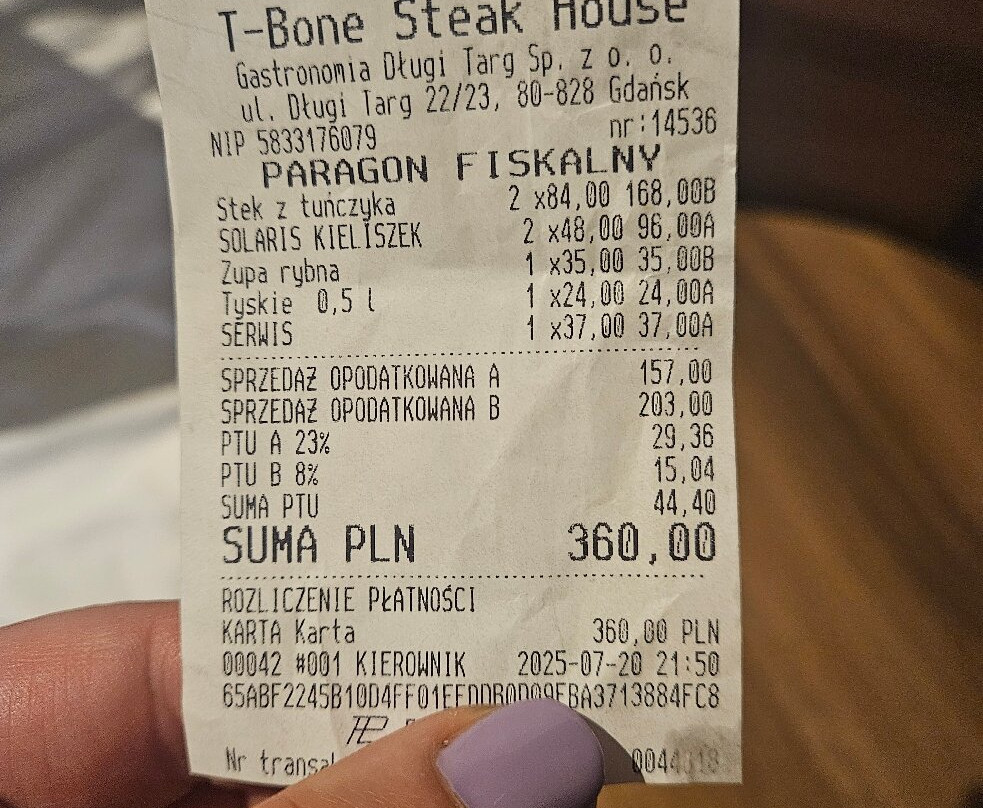 T-Bone Steak House
Gastronomia Długi Targ Sp. z o. o.
ul. Długi Targ 22/23, 80-828 Gdańsk
NIP 5833176079 nr:14536
PARAGON FISKALNY
Stek z tuńczyka 2 x84,00 168,00B
SOLARIS KIELISZEK 2 x48,00 96,00A
Zupa rybna 1 x35,00 35,00B
Tyskie 0,5 l 1 x24,00 24,00A
SERWIS 1 x37,00 37,00A
SPRZEDAŻ OPODATKOWANA A 157,00
SPRZEDAŻ OPODATKOWANA B 203,00
PTU A 23% 29,36
PTU B 8% 15,04
SUMA PTU 44,40
SUMA PLN 360,00
ROZLICZENIE PŁATNOŚCI
KARTA Karta 360,00 PLN
00042 #001 KIEROWNIK 2025-07-20 21:50
Nr